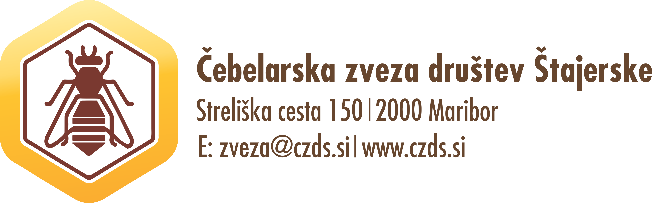 Čebelarska zveza društev Štajerske
Streliška cesta 150|2000 Maribor
E: zveza@czds.si|www.czds.si